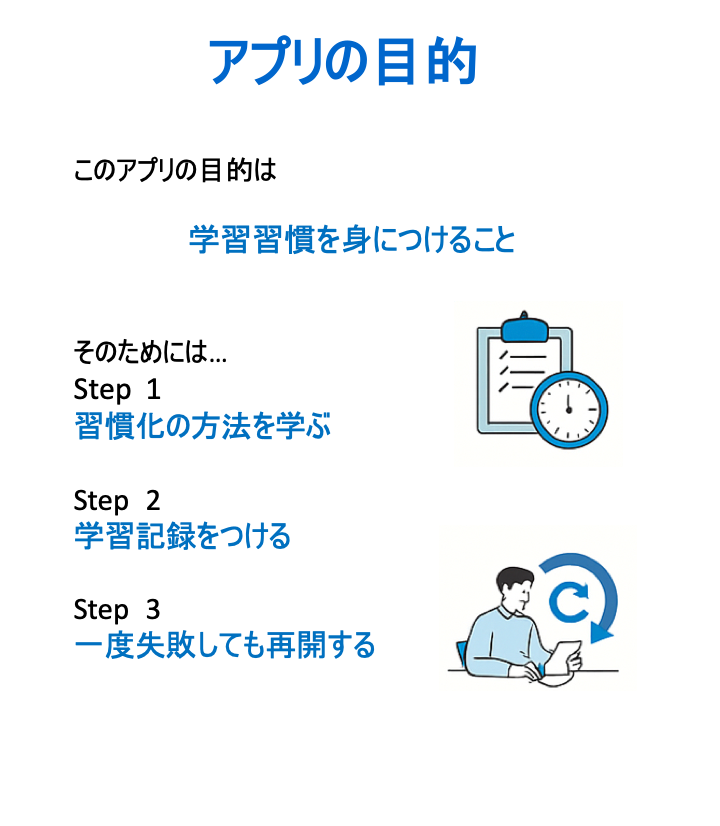 アプリの目的
このアプリの目的は
学習習慣を身につけること
そのためには…
Step 1
習慣化の方法を学ぶ
Step 2
学習記録をつける
Step 3
一度失敗しても再開する